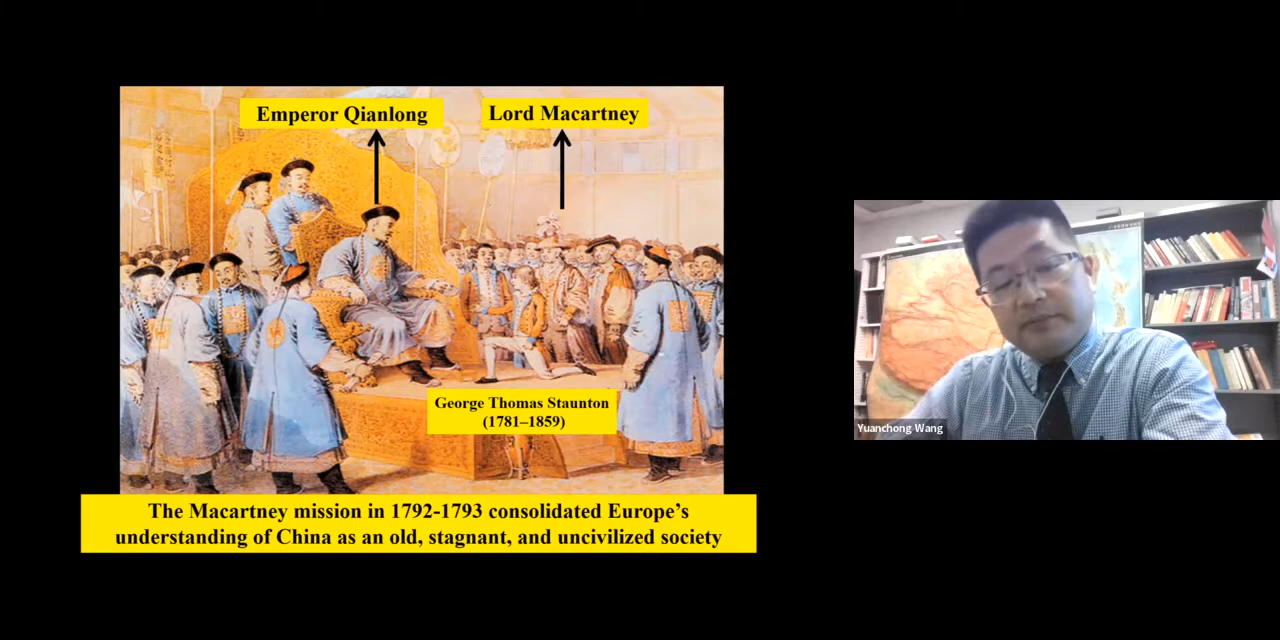 Emperor Qianlong
Lord Macartney
George Thomas Staunton
(1781–1859)
The Macartney mission in 1792-1793 consolidated Europe's
understanding of China as an old, stagnant, and uncivilized society
Yuanchong Wang